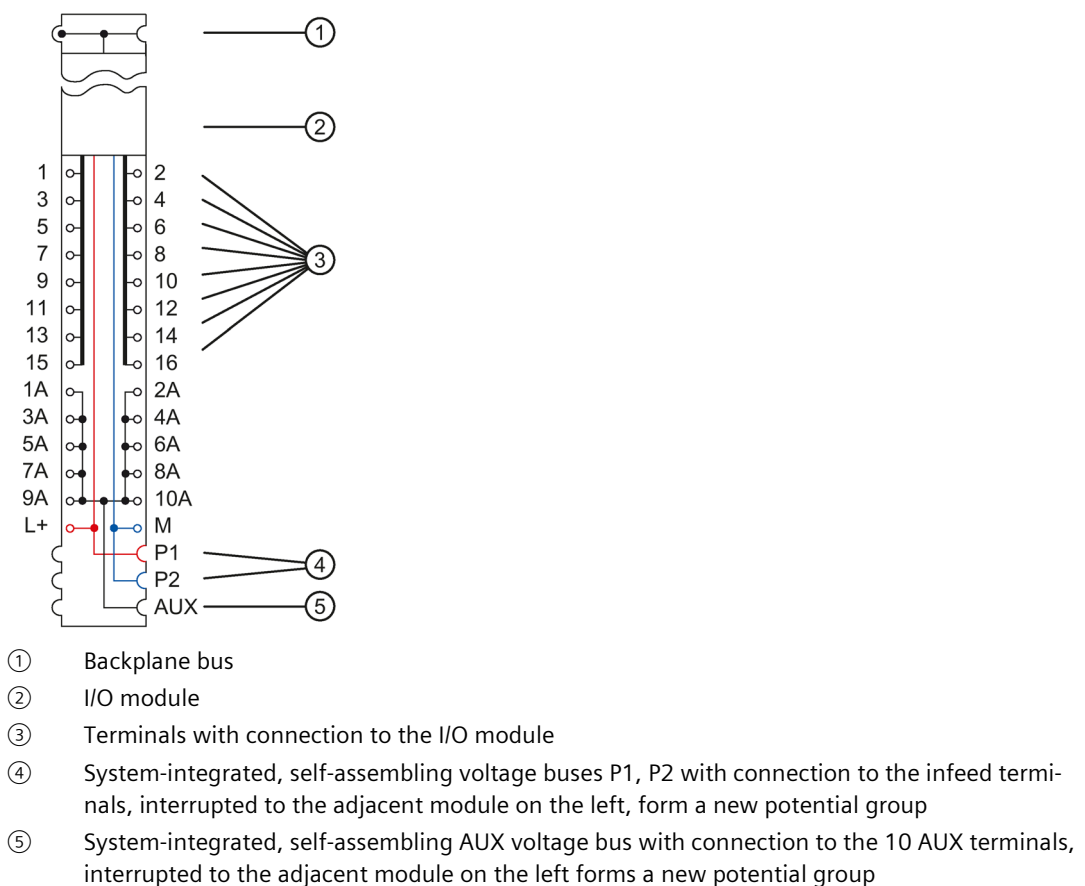 ①
②
1 2
3 4
5 6
7 8
③
9 10
11 12
13 14
15 16
1A 2A
3A 4A
5A 6A
7A 8A
9A 10A
L+ M
P1
④
P2
AUX ⑤
① Backplane bus
② I/O module
③ Terminals with connection to the I/O module
④ System-integrated, self-assembling voltage buses P1, P2 with connection to the infeed termi-
nals, interrupted to the adjacent module on the left, form a new potential group
⑤ System-integrated, self-assembling AUX voltage bus with connection to the 10 AUX terminals,
interrupted to the adjacent module on the left forms a new potential group